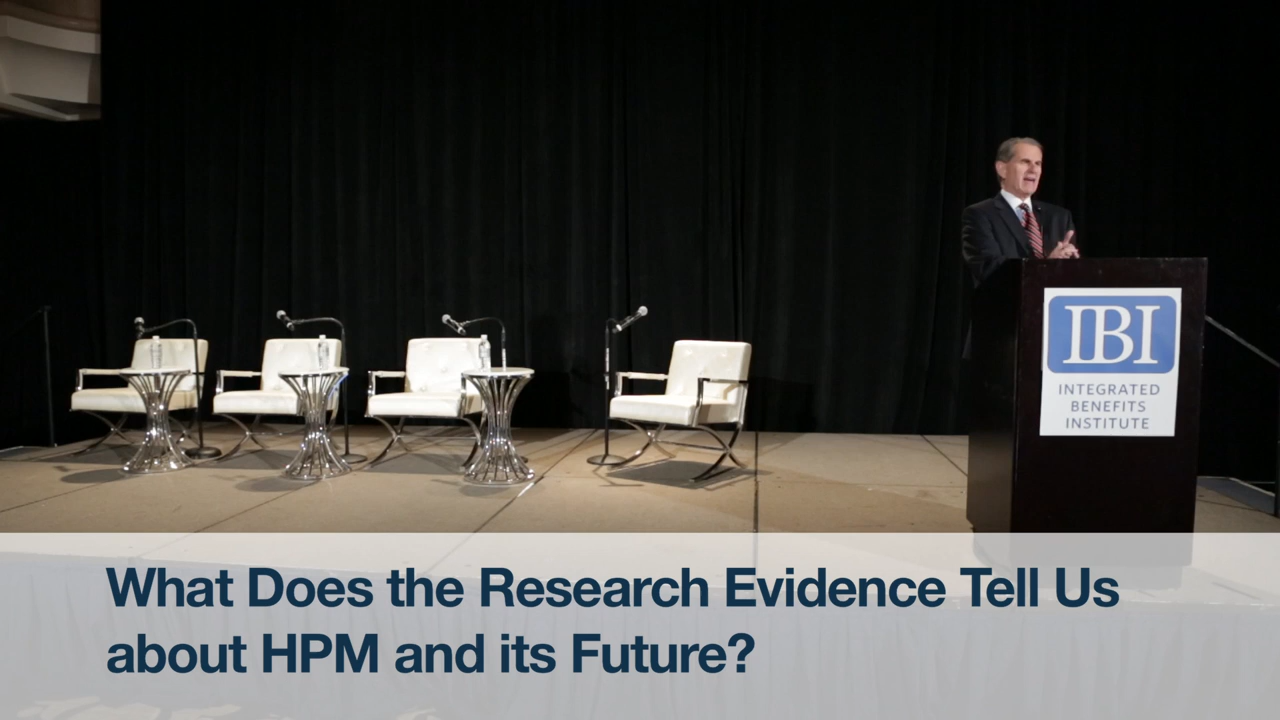 IBI
INTEGRATED
BENEFITS
INSTITUTE
What Does the Research Evidence Tell Us
about HPM and its Future?